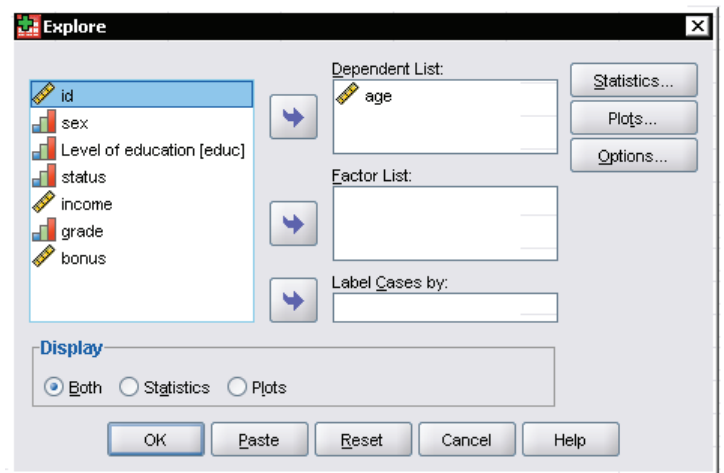 Explore
id
sex
Level of education [educ]
status
income
grade
bonus
Dependent List:
age
Factor List:
Label Cases by:
Statistics...
Plots...
Options...
Display
Both Statistics Plots
OK Paste Reset Cancel Help